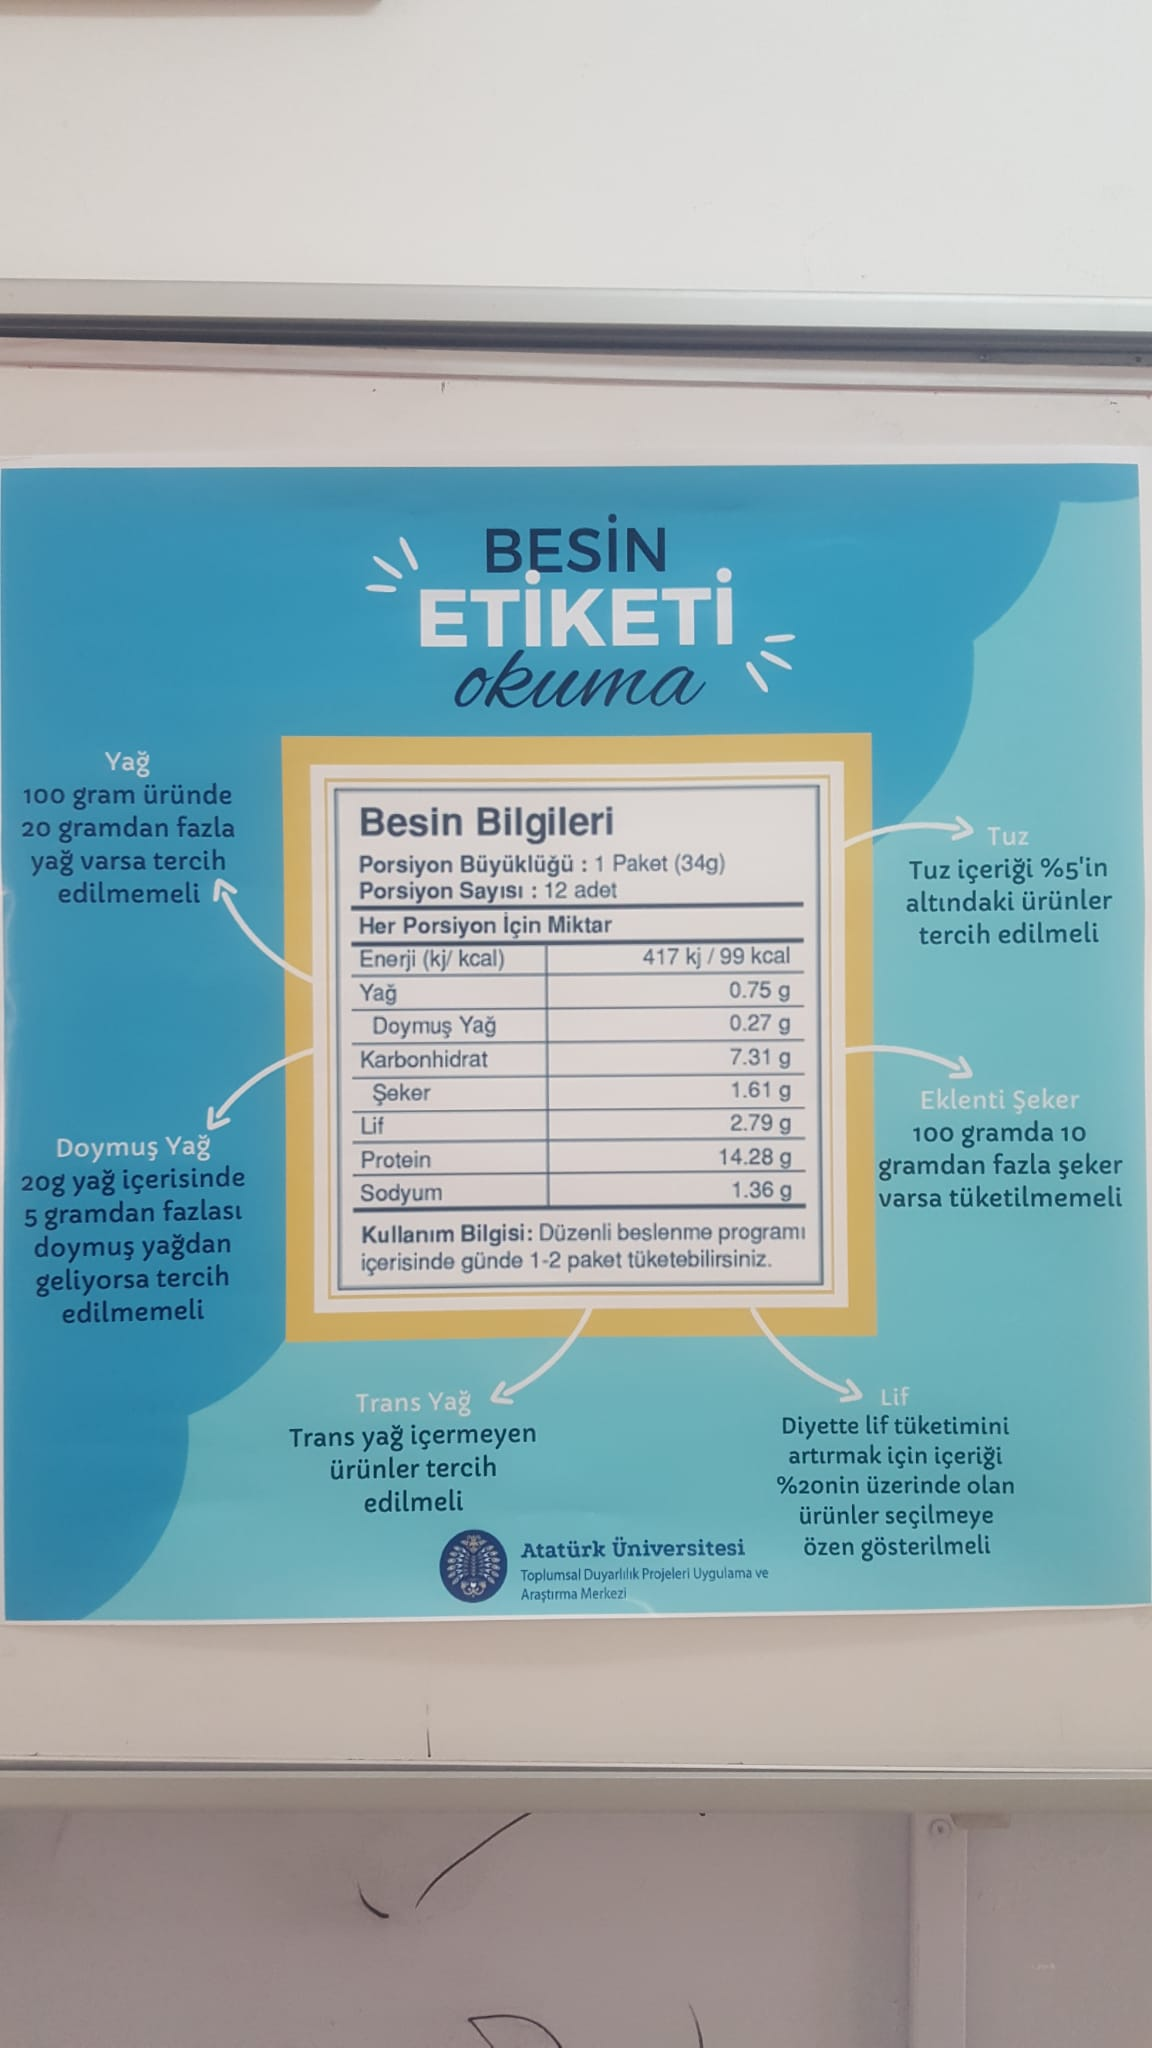 BESİN
ETİKETİ
okuma
Yağ
100 gram üründe
20 gramdan fazla
yağ varsa tercih
edilmemeli
Doymuş Yağ
20g yağ içerisinde
5 gramdan fazlası
doymuş yağdan
geliyorsa tercih
edilmemeli
Besin Bilgileri
Porsiyon Büyüklüğü : 1 Paket (34g)
Porsiyon Sayısı : 12 adet
Her Porsiyon İçin Miktar
Enerji (kj/ kcal) 417 kj / 99 kcal
Yağ 0.75 g
Doymuş Yağ 0.27 g
Karbonhidrat 7.31 g
Şeker 1.61 g
Lif 2.79 g
Protein 14.28 g
Sodyum 1.36 g
Kullanım Bilgisi: Düzenli beslenme programı
içerisinde günde 1-2 paket tüketebilirsiniz.
Tuz
Tuz içeriği %5'in
altındaki ürünler
tercih edilmeli
Eklenti Şeker
100 gramda 10
gramdan fazla şeker
varsa tüketilmemeli
Trans Yağ
Trans yağ içermeyen
ürünler tercih
edilmeli
Lif
Diyette lif tüketimini
artırmak için içeriği
%20nin üzerinde olan
ürünler seçilmeye
özen gösterilmeli
Atatürk Üniversitesi
Toplumsal Duyarlılık Projeleri Uygulama ve
Araştırma Merkezi